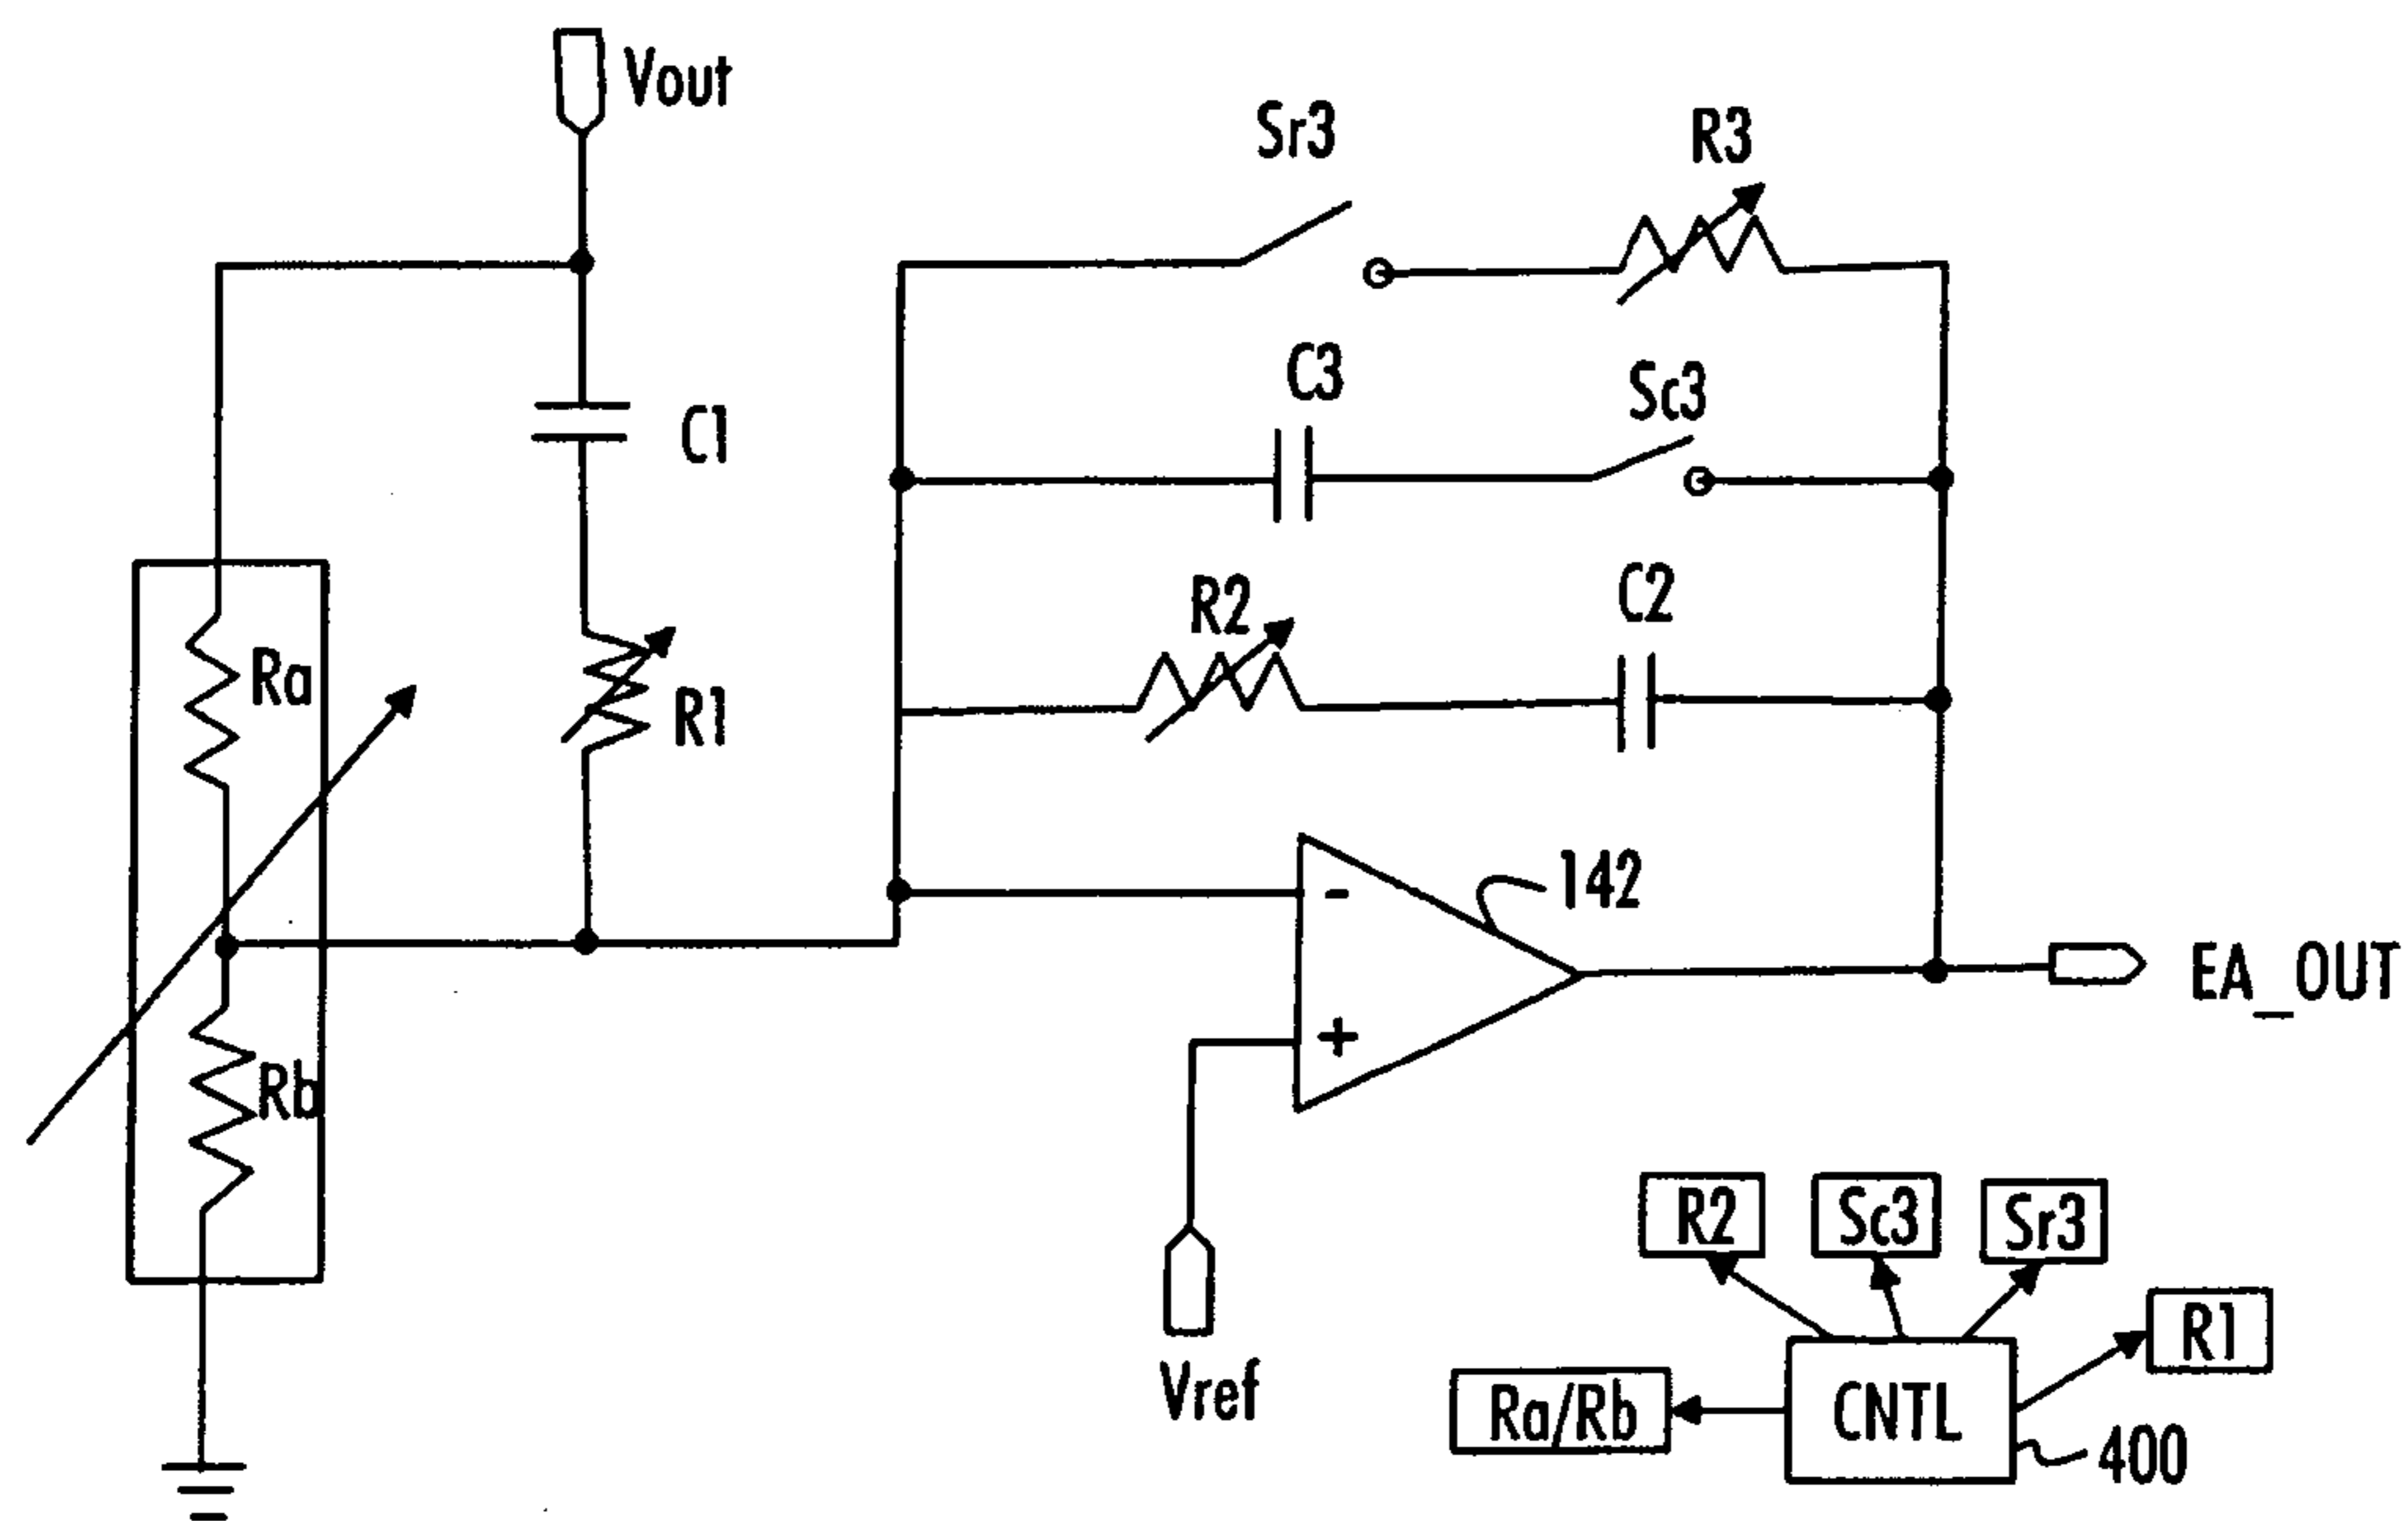 Vout
Sr3
R3
C3
Sc3
C1
R2
C2
Ra
R1
142
-
EA_OUT
+
Rb
R2
Sc3
Sr3
R1
Vref
Ra/Rb
CNTL
400